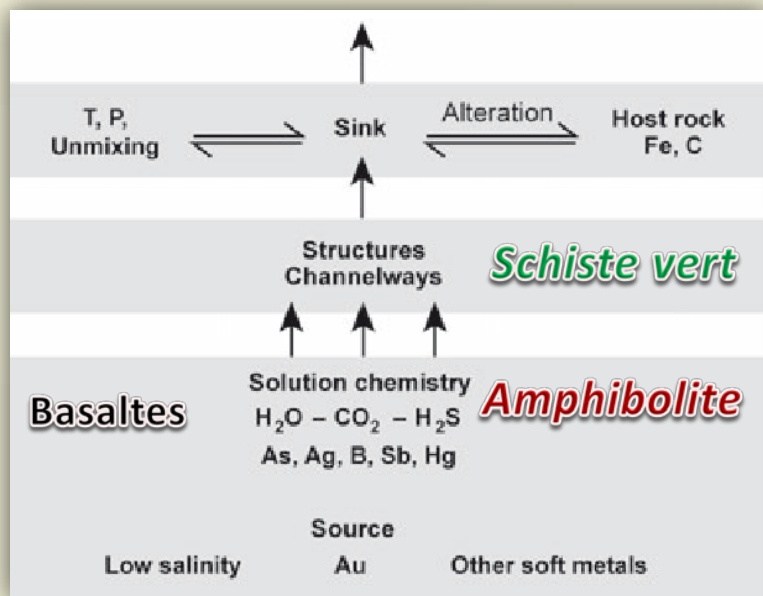 T, P,
Unmixing
Sink
Alteration
Host rock
Fe, C
Structures
Channelways
Schiste vert
Basaltes
Solution chemistry
H₂O – CO₂ – H₂S
As, Ag, B, Sb, Hg
Amphibolite
Source
Low salinity
Au
Other soft metals